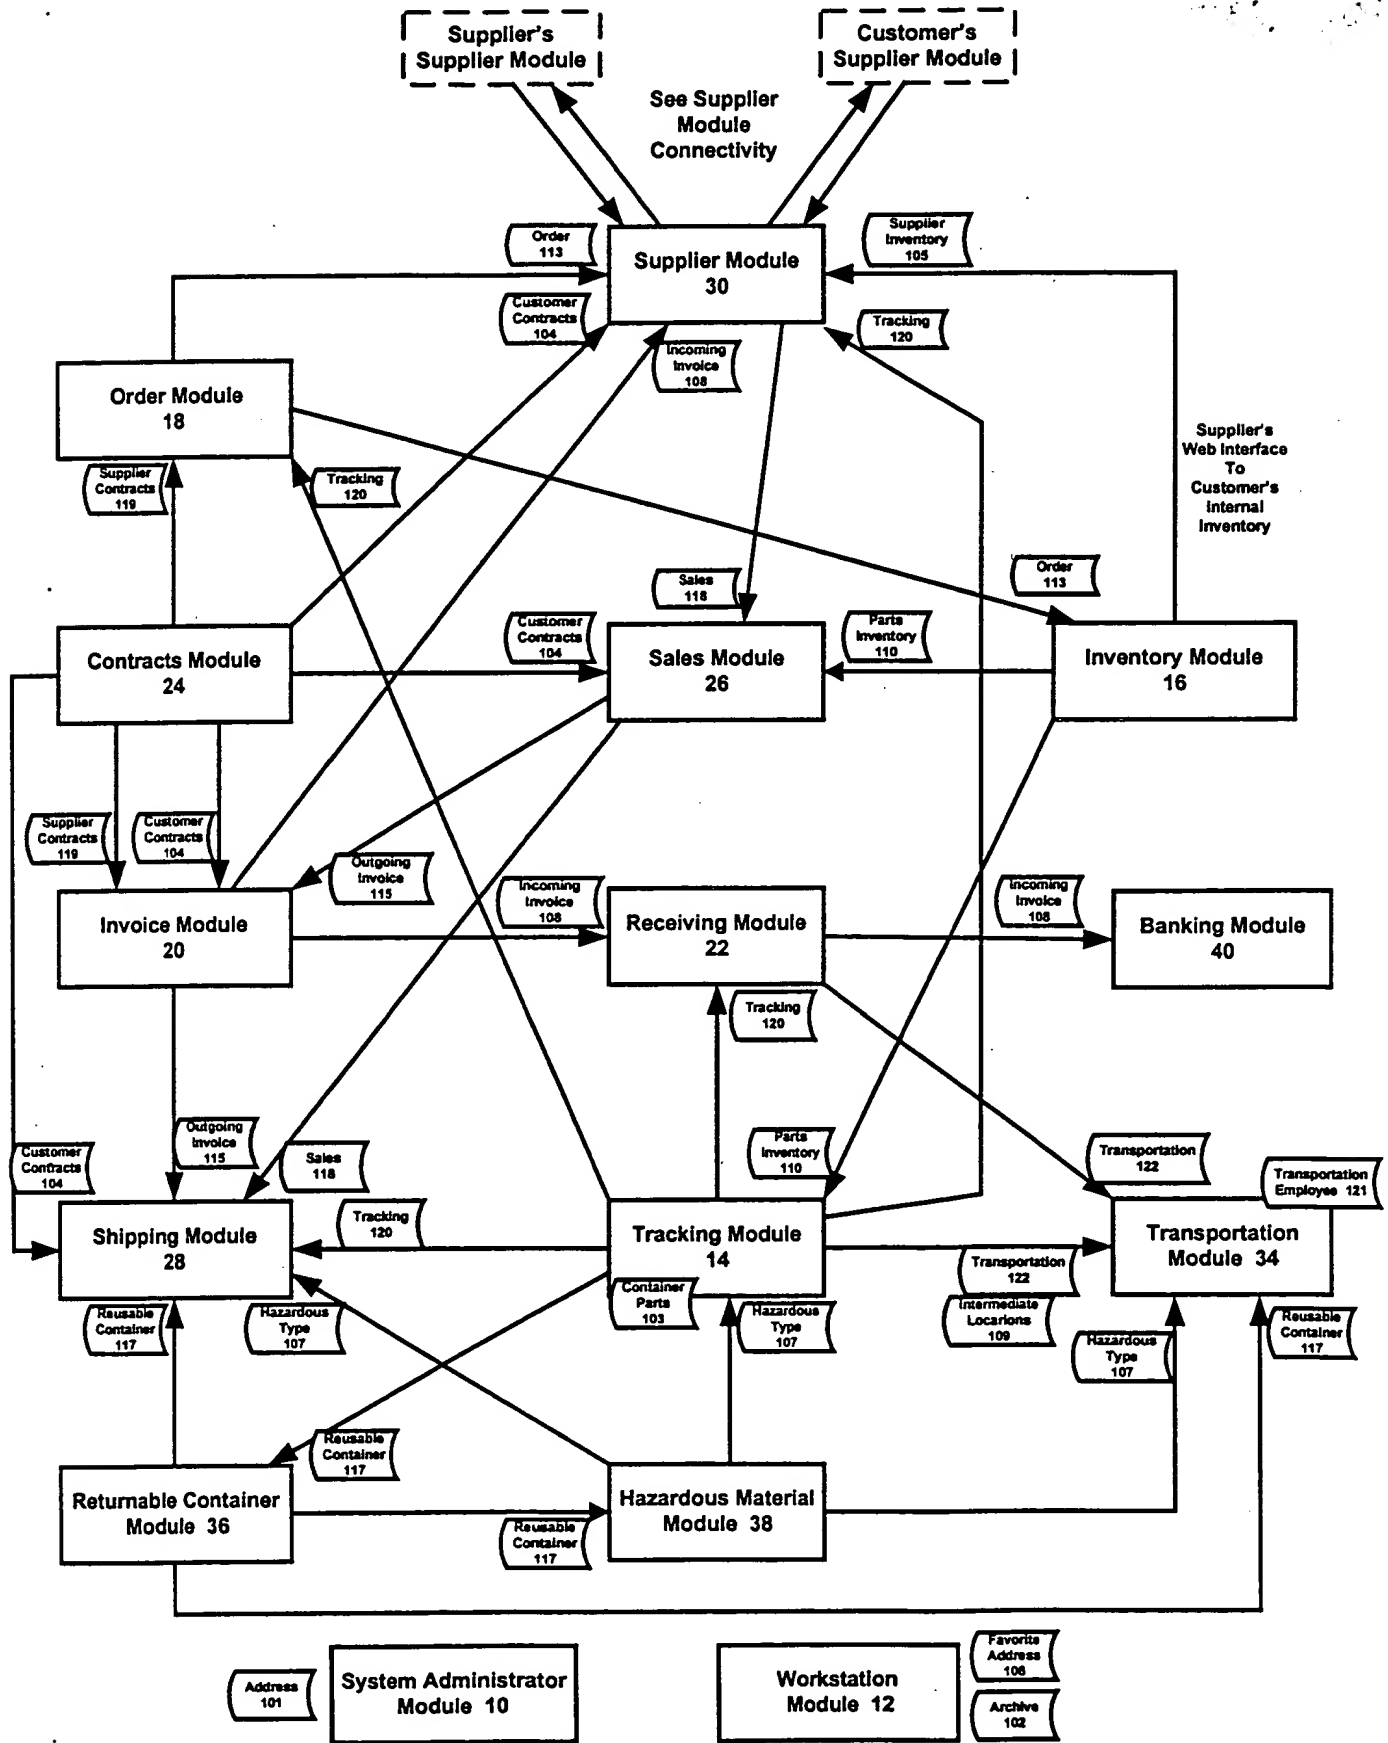 Supplier's
Supplier Module
Customer's
Supplier Module
See Supplier
Module
Connectivity
Order
113
Supplier Module
30
Supplier
Inventory
105
Customer
Contracts
104
Incoming
Invoice
108
Tracking
120
Order Module
18
Supplier
Contracts
119
Tracking
120
Supplier's
Web Interface
To
Customer's
Internal
Inventory
Sales
118
Order
113
Contracts Module
24
Customer
Contracts
104
Sales Module
26
Parts
Inventory
110
Inventory Module
16
Supplier
Contracts
119
Customer
Contracts
104
Outgoing
Invoice
115
Invoice Module
20
Incoming
Invoice
108
Receiving Module
22
Incoming
Invoice
108
Banking Module
40
Tracking
120
Customer
Contracts
104
Outgoing
Invoice
115
Sales
118
Parts
Inventory
110
Transportation
122
Transportation
Employee 121
Shipping Module
28
Tracking
120
Tracking Module
14
Transportation
Module 34
Reusable
Container
117
Hazardous
Type
107
Container
Parts
103
Hazardous
Type
107
Transportation
122
Intermediate
Locarions
109
Hazardous
Type
107
Reusable
Container
117
Reusable
Container
117
Returnable Container
Module 36
Reusable
Container
117
Hazardous Material
Module 38
Address
101
System Administrator
Module 10
Workstation
Module 12
Favorite
Address
106
Archive
102